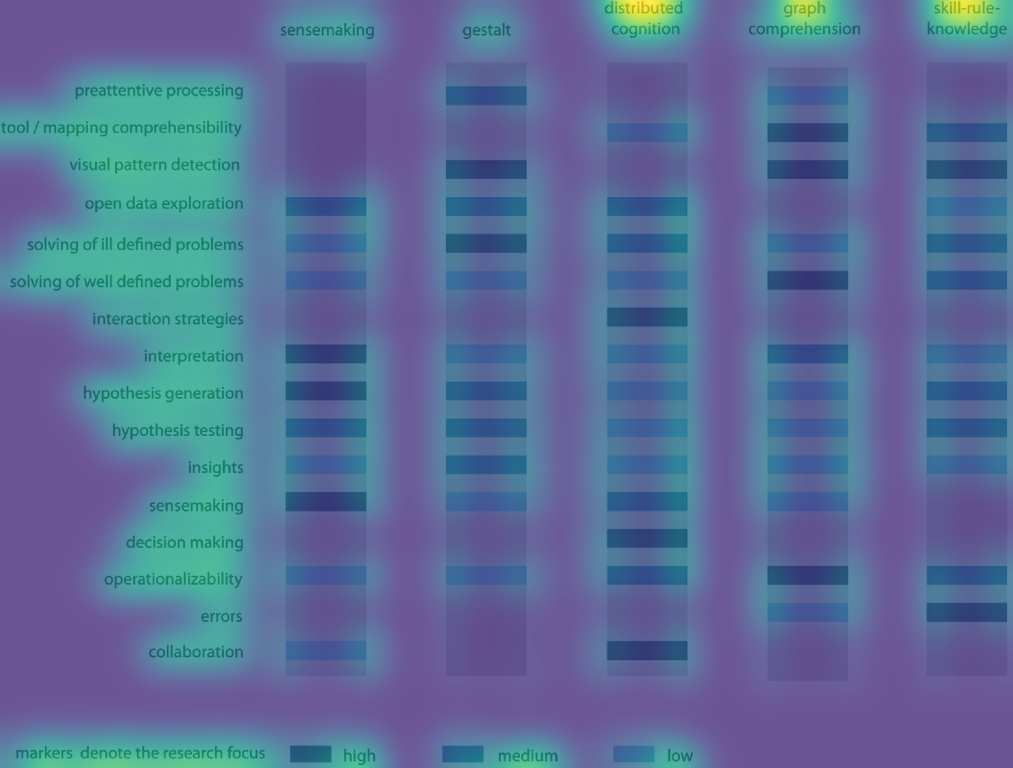 sensemaking
gestalt
distributed
cognition
graph
comprehension
skill-rule-
knowledge
preattentive processing
tool / mapping comprehensibility
visual pattern detection
open data exploration
solving of ill defined problems
solving of well defined problems
interaction strategies
interpretation
hypothesis generation
hypothesis testing
insights
sensemaking
decision making
operationalizability
errors
collaboration
markers denote the research focus
high
medium
low